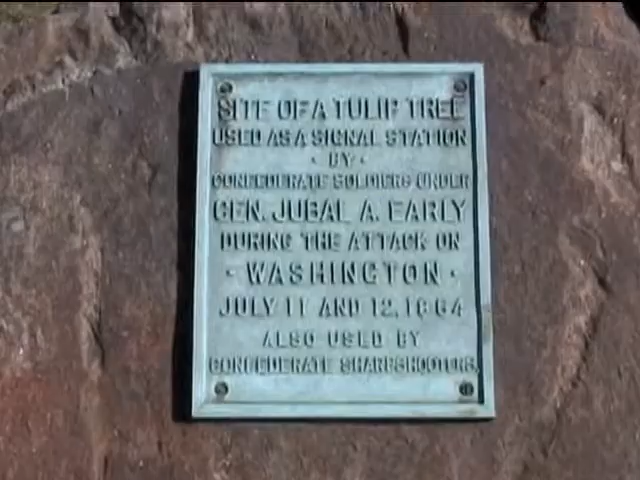 SITE OF A TULIP TREE
USED AS A SIGNAL STATION
· BY ·
CONFEDERATE SOLDIERS UNDER
GEN. JUBAL A. EARLY
DURING THE ATTACK ON
· WASHINGTON ·
JULY 11 AND 12, 1864
ALSO USED BY
CONFEDERATE SHARPSHOOTERS.